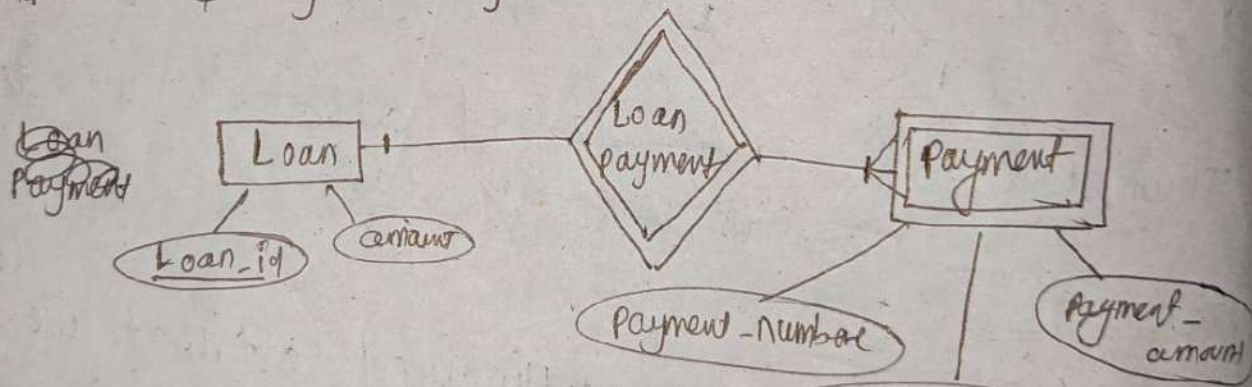 Loan
Payment
Loan
Loan
payment
payment
Loan_id
amount
payment_number
Payment_
amount